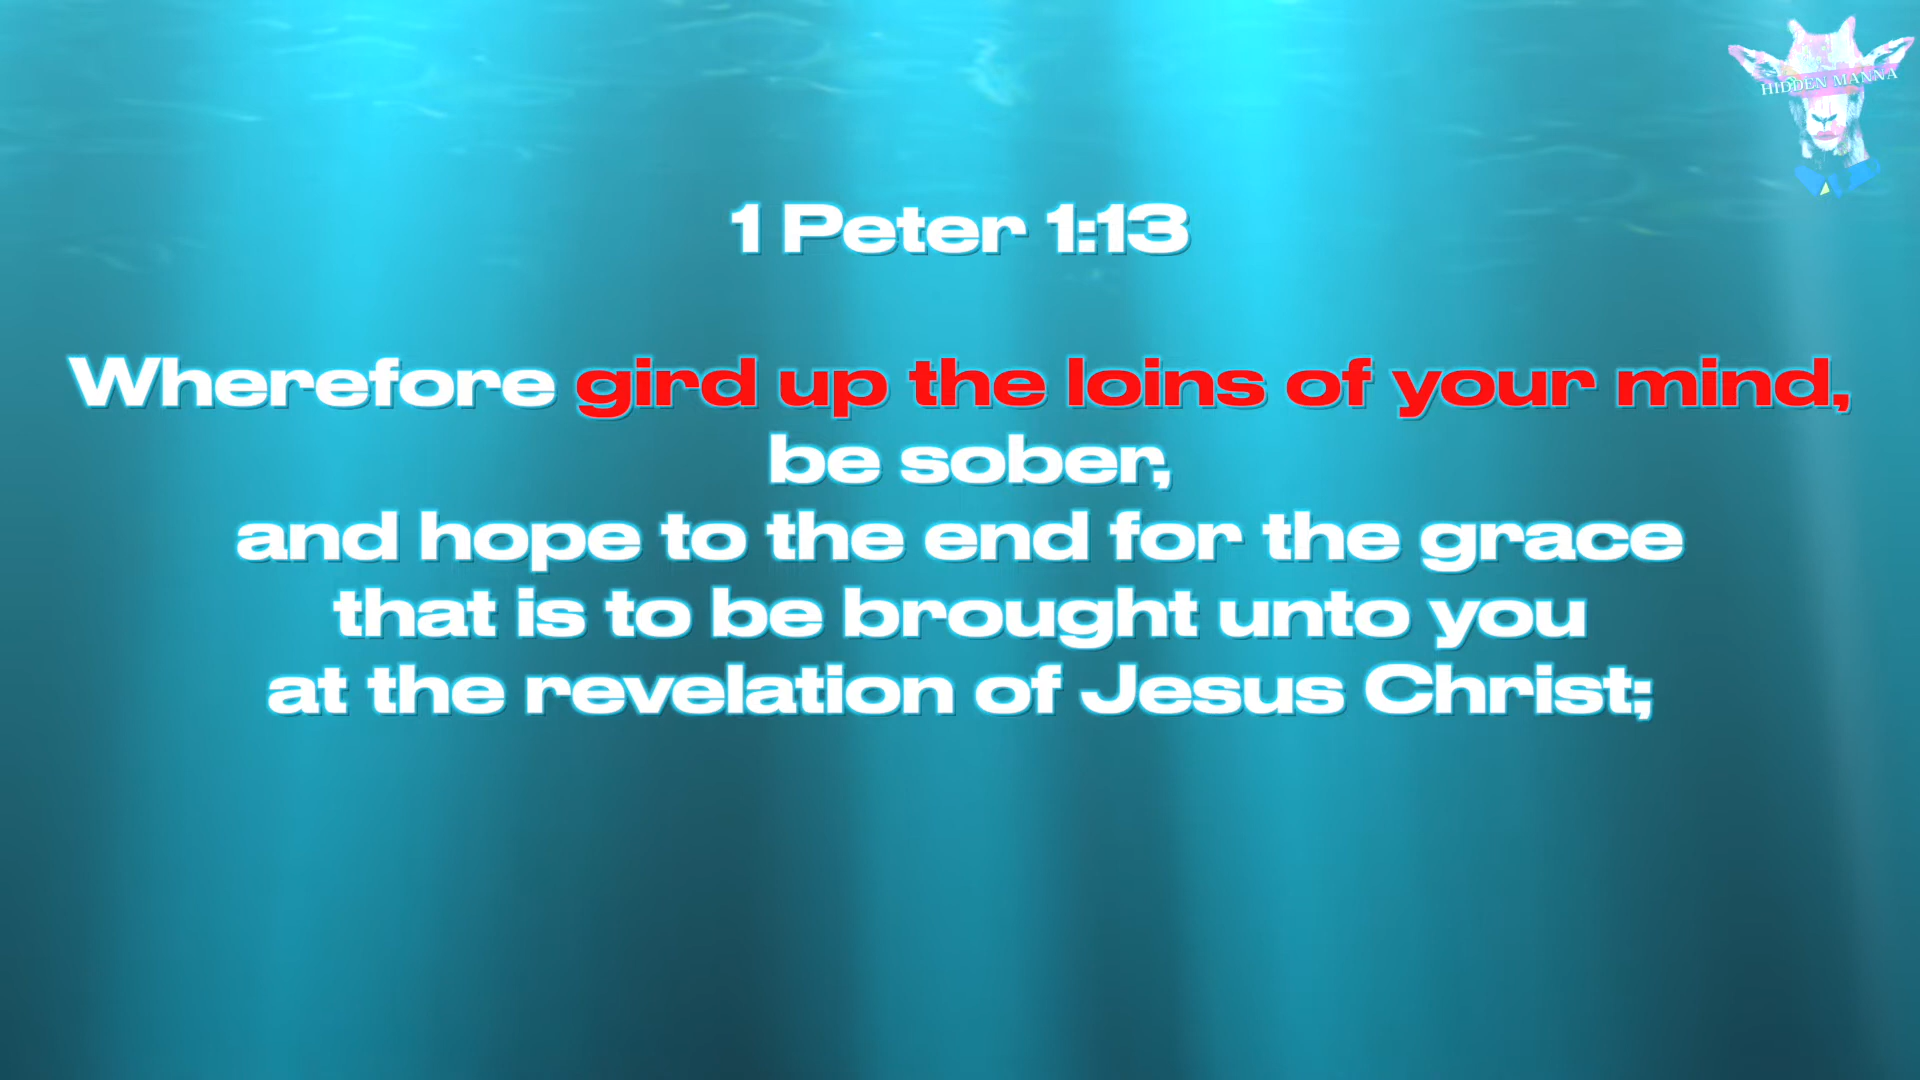 HIDDEN MANNA
1 Peter 1:13
Wherefore gird up the loins of your mind,
be sober,
and hope to the end for the grace
that is to be brought unto you
at the revelation of Jesus Christ;